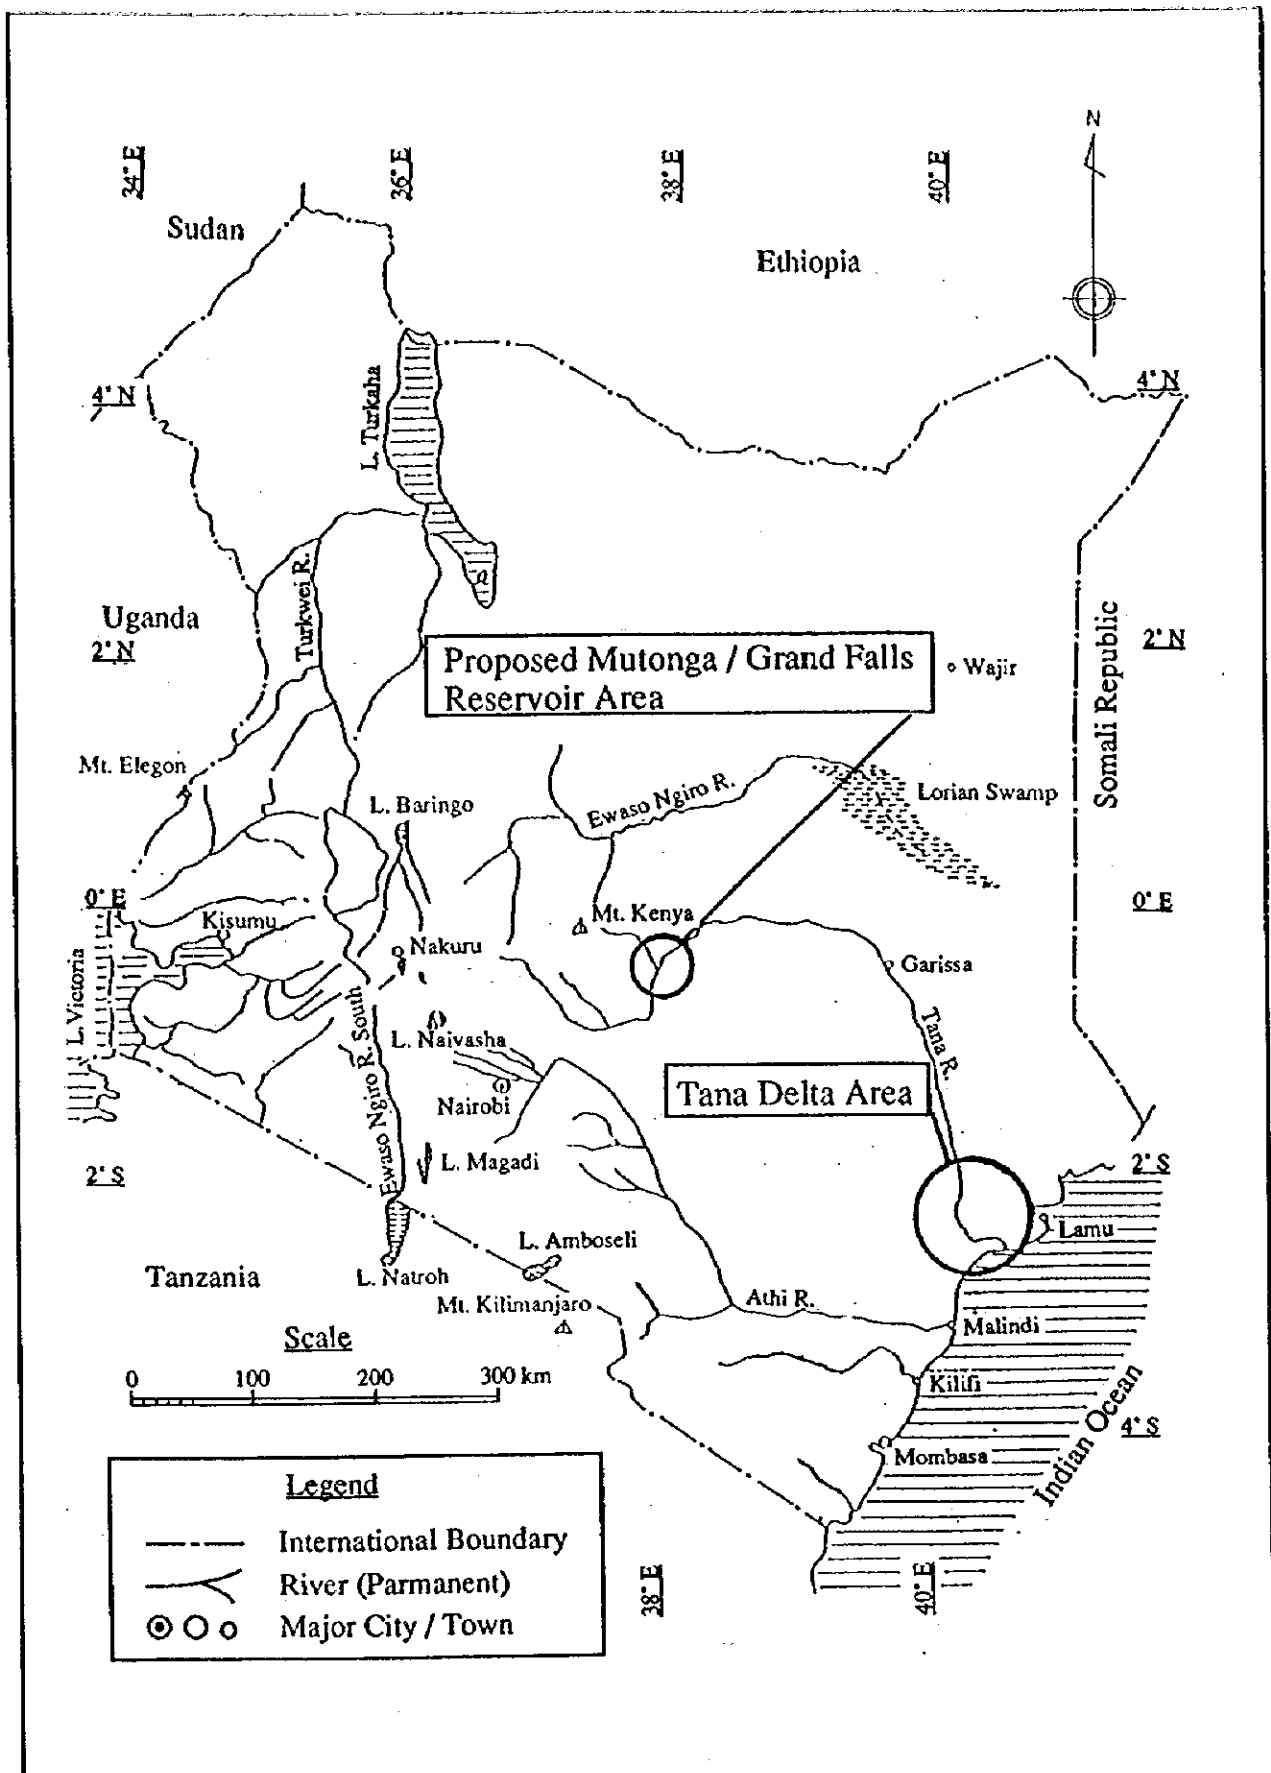 N
34° E
36° E
38° E
40° E
Sudan
Ethiopia
4° N
4° N
L. Turkaha
Turkwei R.
Uganda
2° N
2° N
Proposed Mutonga / Grand Falls
Reservoir Area
Wajir
Somali Republic
Mt. Elegon
L. Baringo
Ewaso Ngiro R.
Lorian Swamp
0° E
0° E
Kisumu
Mt. Kenya
Nakuru
Garissa
L. Victoria
Ewaso Ngiro R. South
L. Naivasha
Tana R.
Nairobi
Tana Delta Area
L. Magadi
2° S
2° S
Lamu
L. Amboseli
Tanzania
L. Natroh
Mt. Kilimanjaro
Athi R.
Malindi
Scale
0 100 200 300 km
Kilifi
4° S
Mombasa
Indian Ocean
Legend
International Boundary
River (Parmanent)
Major City / Town
38° E
40° E